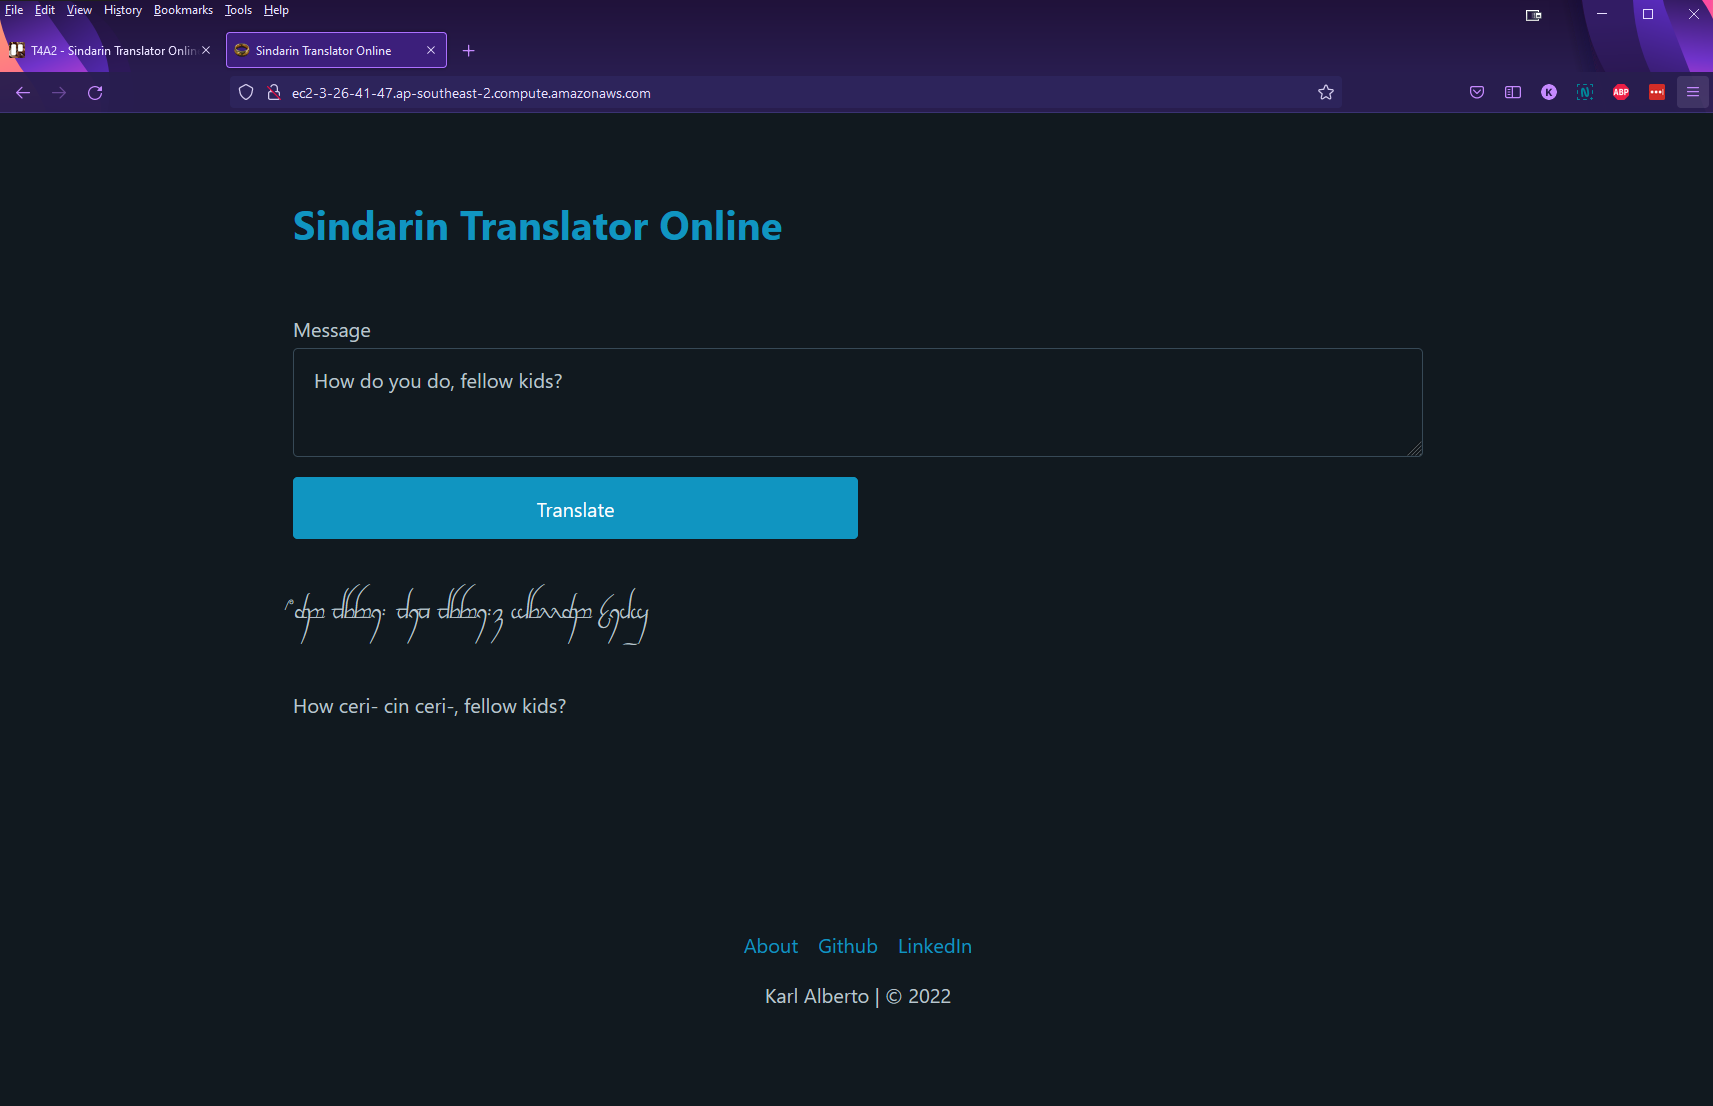 File Edit View History Bookmarks Tools Help
T4A2 - Sindarin Translator Onlin
Sindarin Translator Online
ec2-3-26-41-47.ap-southeast-2.compute.amazonaws.com
K
N
ABP
Sindarin Translator Online
Message
How do you do, fellow kids?
Translate
How ceri- cin ceri-, fellow kids?
About Github LinkedIn
Karl Alberto | © 2022